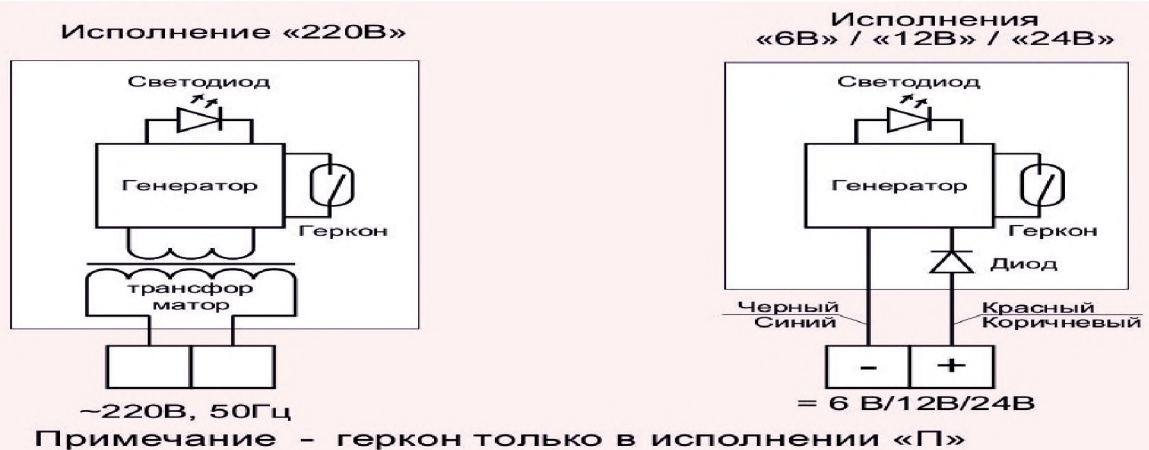 Исполнение «220В»
Светодиод
Генератор
Геркон
трансфор
матор
~220В, 50Гц
Исполнения
«6В» / «12В» / «24В»
Светодиод
Генератор
Геркон
Диод
Черный
Синий
Красный
Коричневый
- +
= 6 В/12В/24В
Примечание - геркон только в исполнении «П»